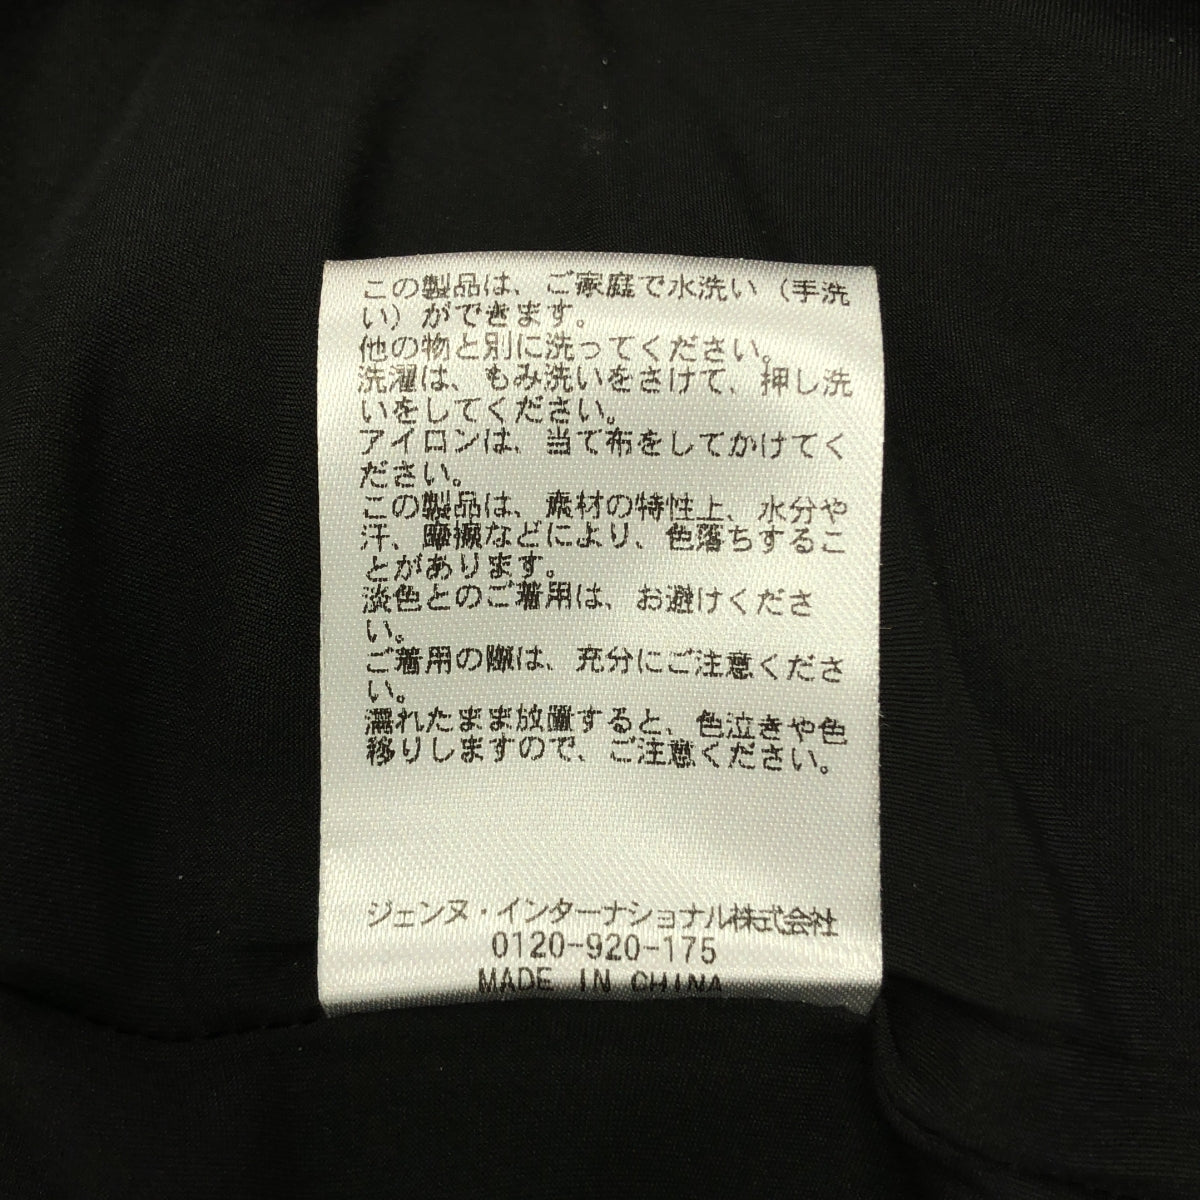 この製品は、ご家庭で水洗い（手洗
い）ができます。
他の物と別に洗ってください。
洗濯は、もみ洗いをさけて、押し洗
いをしてください。
アイロンは、当て布をしてかけてく
ださい。
この製品は、素材の特性上、水分や
汗、摩擦などにより、色落ちするこ
とがあります。
淡色とのご着用は、お避けくださ
い。
ご着用の際は、充分にご注意くださ
い。
濡れたまま放置すると、色泣きや色
移りしますので、ご注意ください。
ジェンヌ・インターナショナル株式会社
0120-920-175
MADE IN CHINA